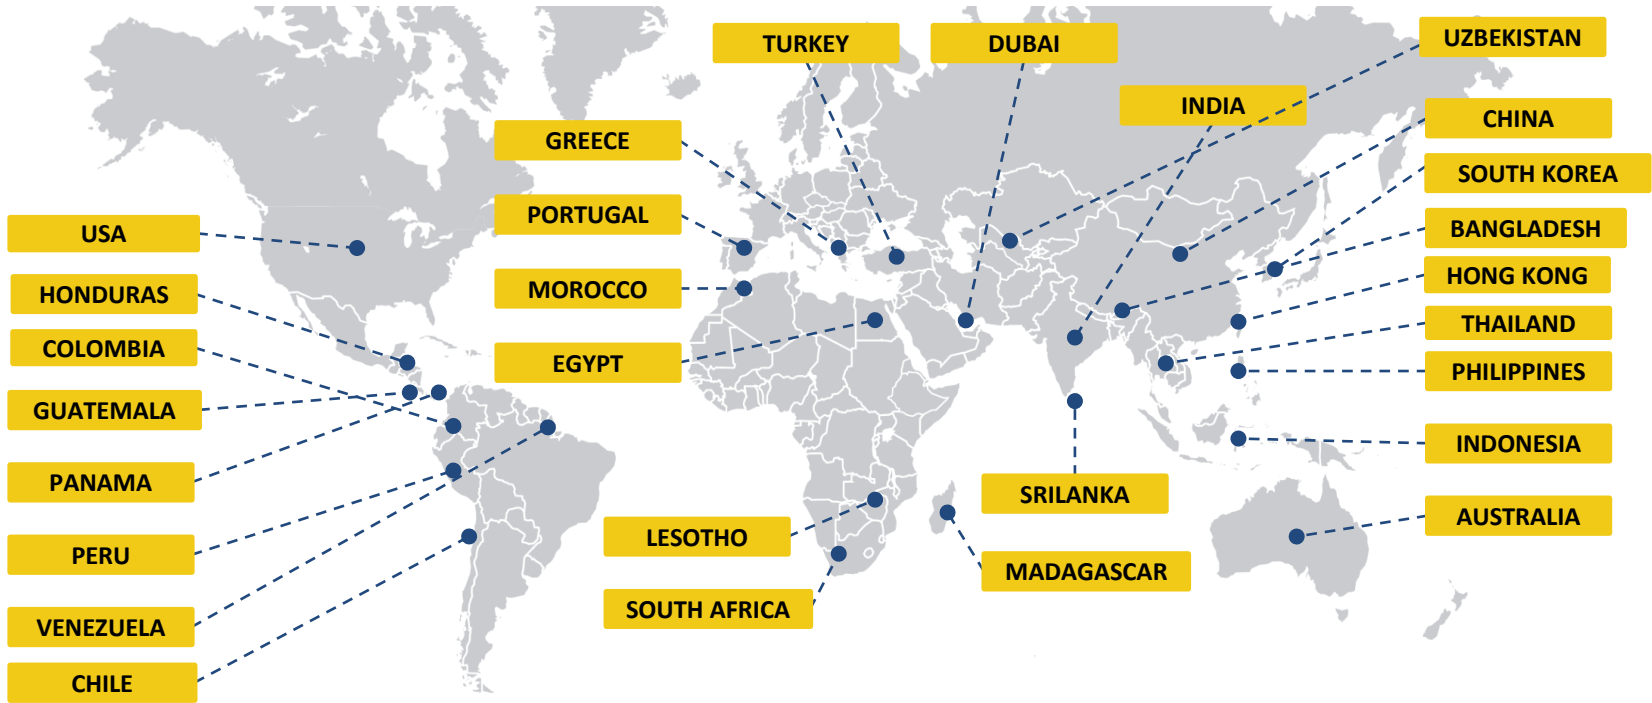 TURKEY
DUBAI
UZBEKISTAN
INDIA
CHINA
GREECE
SOUTH KOREA
PORTUGAL
BANGLADESH
USA
HONG KONG
HONDURAS
MOROCCO
THAILAND
COLOMBIA
EGYPT
PHILIPPINES
GUATEMALA
INDONESIA
PANAMA
SRILANKA
AUSTRALIA
LESOTHO
PERU
MADAGASCAR
SOUTH AFRICA
VENEZUELA
CHILE